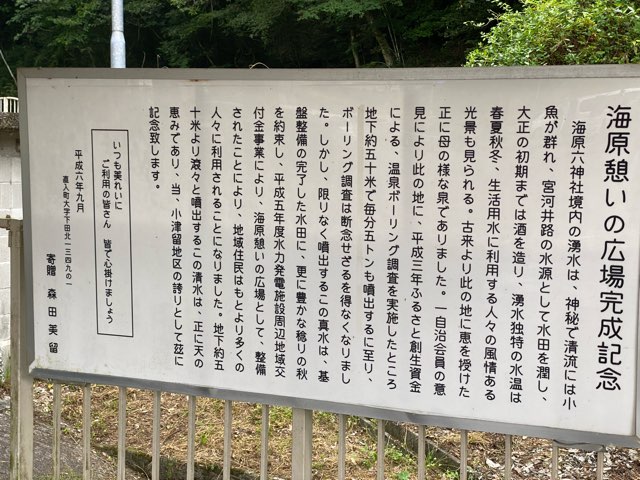 海原憩いの広場完成記念
海原六神社境内の湧水は、神秘で清流には小
魚が群れ、宮河井路の水源として水田を潤し、
大正の初期までは酒を造り、湧水独特の水温は
春夏秋冬、生活用水に利用する人々の風情ある
光景も見られる。古来より此の地に恵を授けた
正に母の様な泉でありました。一自治会員の意
見により此の地に、平成三年ふるさと創生資金
による、温泉ボーリング調査を実施したところ
地下約五十米で毎分五トンも噴出するに至り、
ボーリング調査は断念せざるを得なくなりまし
た。しかし、限りなく噴出するこの真水は、基
盤整備の完了した水田に、更に豊かな稔りの秋
を約束し、平成五年度水力発電施設周辺地域交
付金事業により、海原憩いの広場として、整備
されたことにより、地域住民はもとより多くの
人々に利用されることになりました。地下約五
十米より滾々と噴出するこの清水は、正に天の
恵みであり、当、小津留地区の誇りとして茲に
記念致します。
いつも美れいに
ご利用の皆さん　皆で心掛けましょう
平成六年九月
直入町大字下田北一三四九の一
寄贈　森田美留